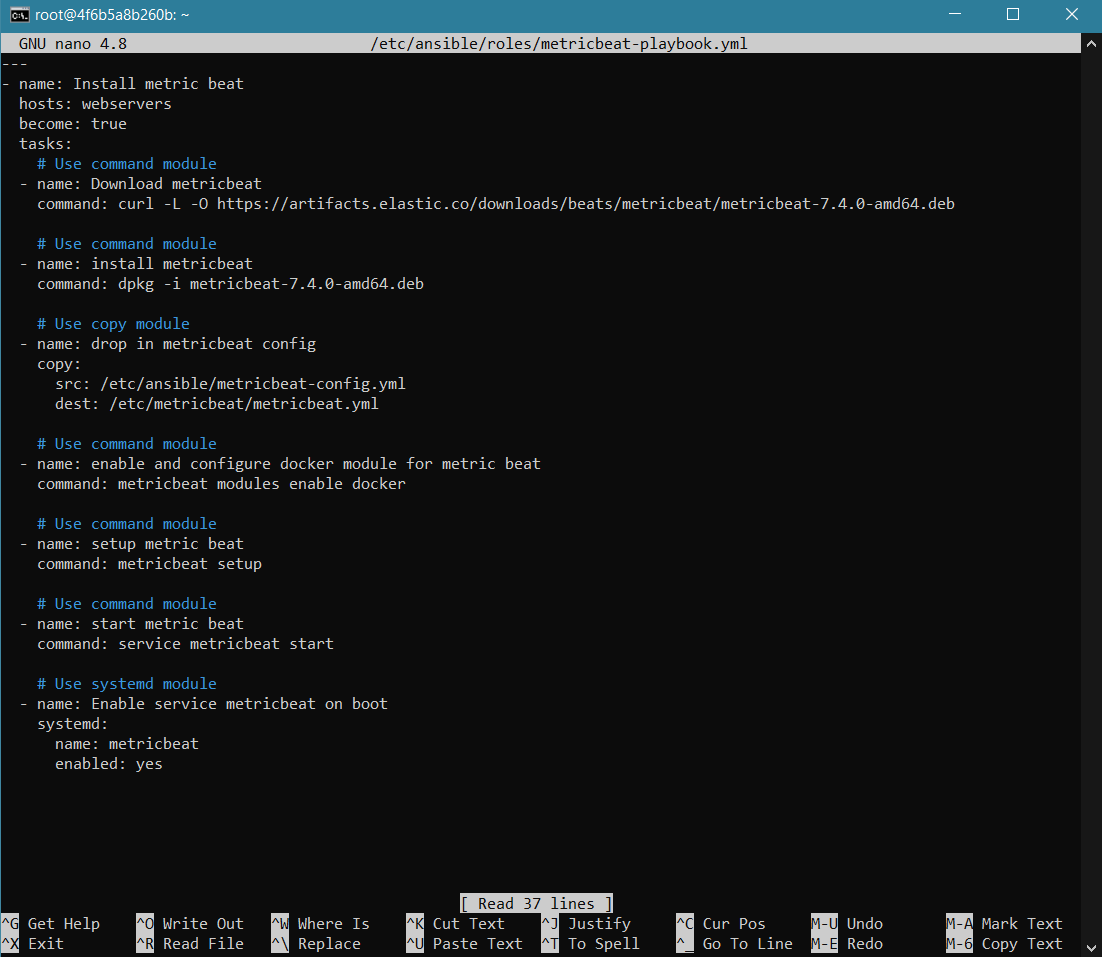 root@4f6b5a8b260b: ~
GNU nano 4.8 /etc/ansible/roles/metricbeat-playbook.yml
---
- name: Install metric beat
  hosts: webservers
  become: true
  tasks:
    # Use command module
  - name: Download metricbeat
    command: curl -L -O https://artifacts.elastic.co/downloads/beats/metricbeat/metricbeat-7.4.0-amd64.deb

    # Use command module
  - name: install metricbeat
    command: dpkg -i metricbeat-7.4.0-amd64.deb

    # Use copy module
  - name: drop in metricbeat config
    copy:
      src: /etc/ansible/metricbeat-config.yml
      dest: /etc/metricbeat/metricbeat.yml

    # Use command module
  - name: enable and configure docker module for metric beat
    command: metricbeat modules enable docker

    # Use command module
  - name: setup metric beat
    command: metricbeat setup

    # Use command module
  - name: start metric beat
    command: service metricbeat start

    # Use systemd module
  - name: Enable service metricbeat on boot
    systemd:
      name: metricbeat
      enabled: yes

[ Read 37 lines ]
^G Get Help ^O Write Out ^W Where Is ^K Cut Text ^J Justify ^C Cur Pos M-U Undo M-A Mark Text
^X Exit ^R Read File ^\ Replace ^U Paste Text ^T To Spell ^_ Go To Line M-E Redo M-6 Copy Text